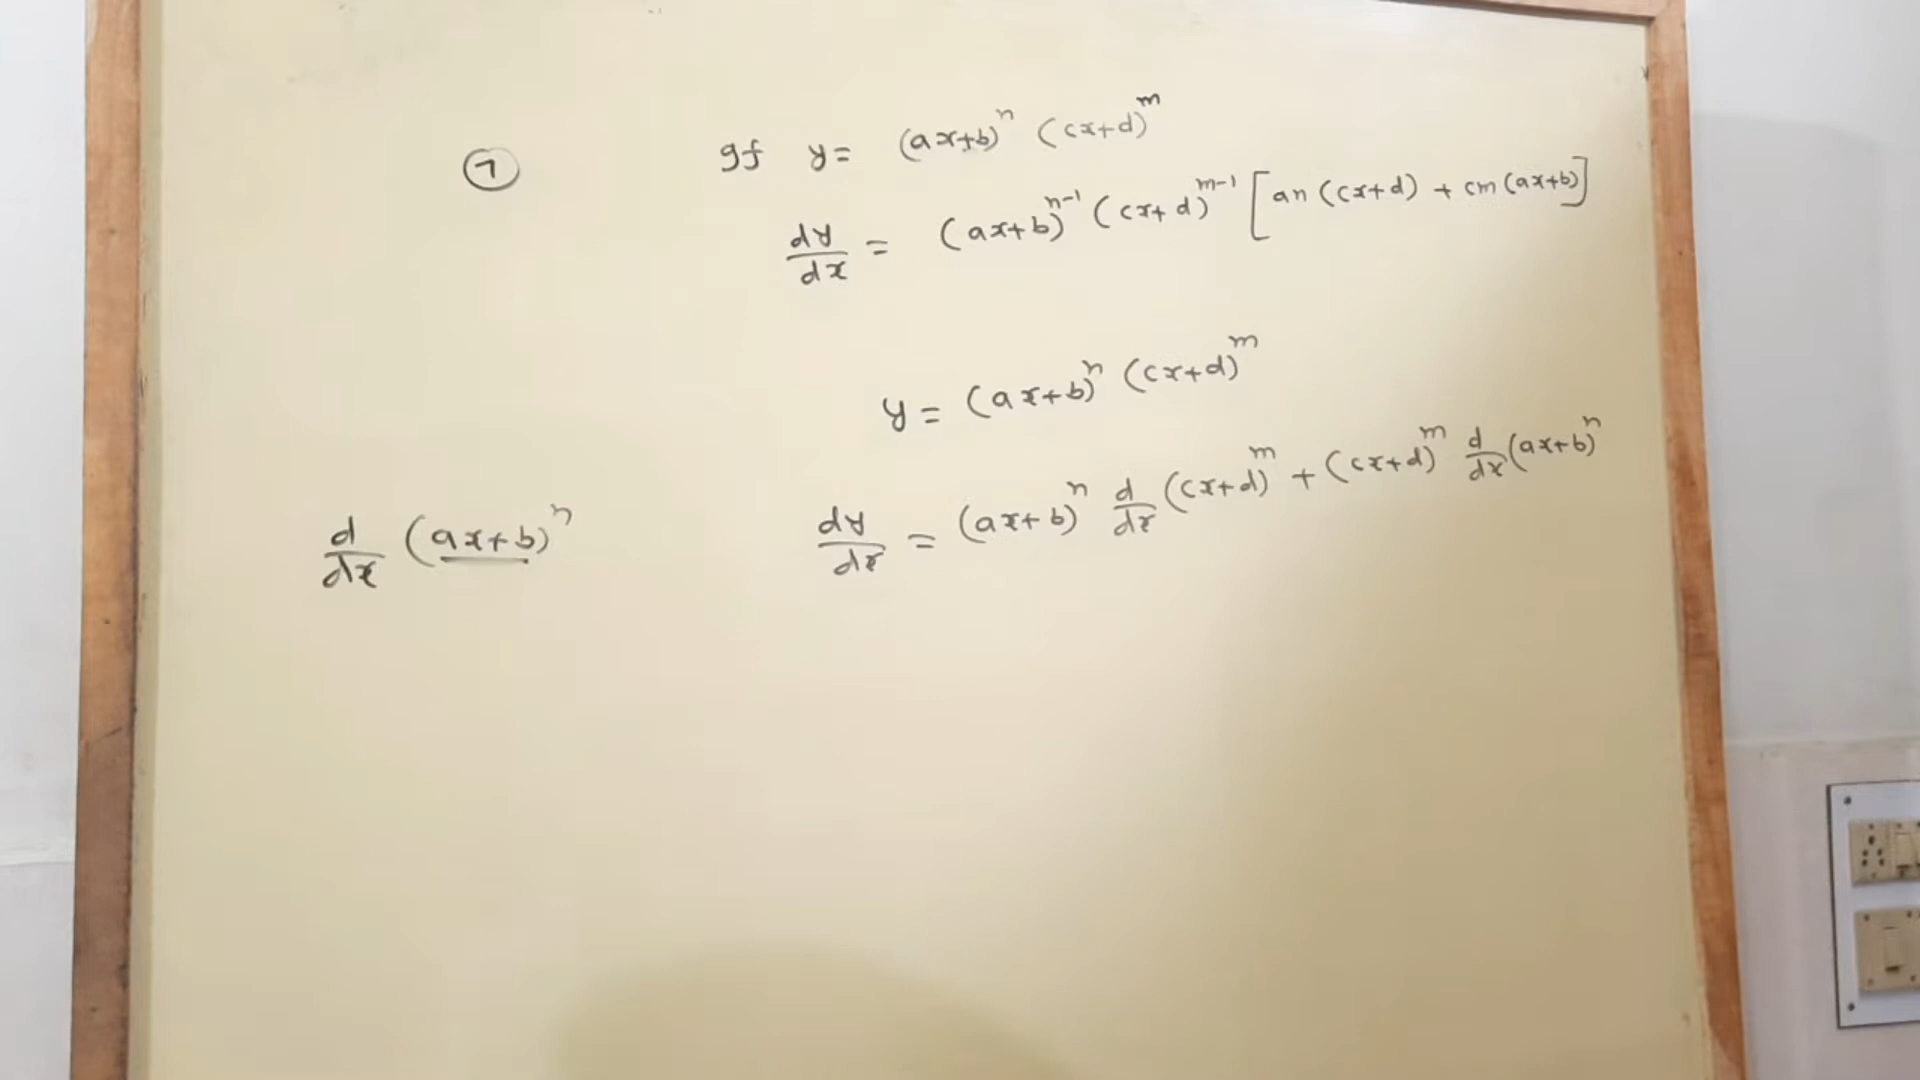 7
If y = (ax+b)^n (cx+d)^m
dy/dx = (ax+b)^{n-1} (cx+d)^{m-1} [an (cx+d) + cm (ax+b)]
y = (ax+b)^n (cx+d)^m
dy/dx = (ax+b)^n d/dx (cx+d)^m + (cx+d)^m d/dx (ax+b)^n
d/dx (ax+b)^n